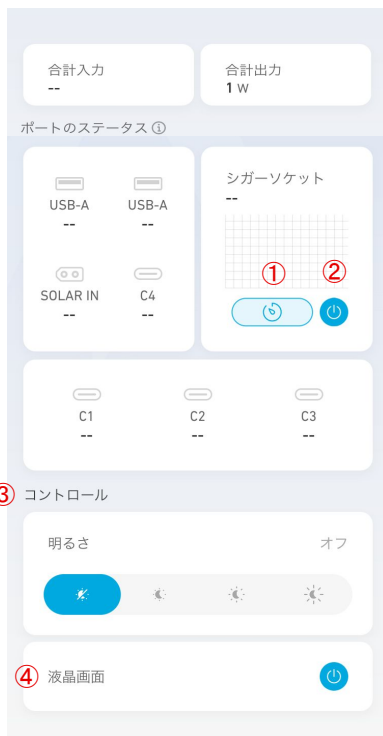 合計入力
--
合計出力
1 W
ポートのステータス ⓘ
USB-A
--
USB-A
--
SOLAR IN
--
C4
--
シガーソケット
--
① ②
C1
--
C2
--
C3
--
③ コントロール
明るさ オフ
④ 液晶画面